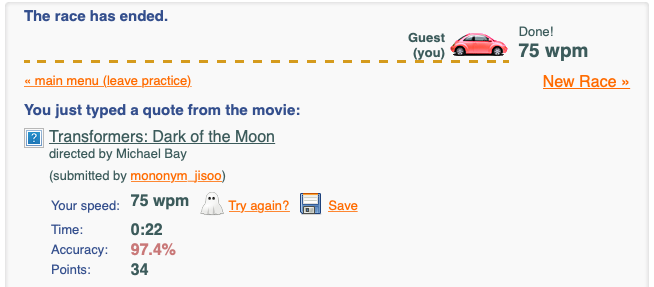 The race has ended.
Guest
(you)
Done!
75 wpm
« main menu (leave practice)
New Race »
You just typed a quote from the movie:
Transformers: Dark of the Moon
directed by Michael Bay
(submitted by mononym_jisoo)
Your speed: 75 wpm Try again? Save
Time: 0:22
Accuracy: 97.4%
Points: 34